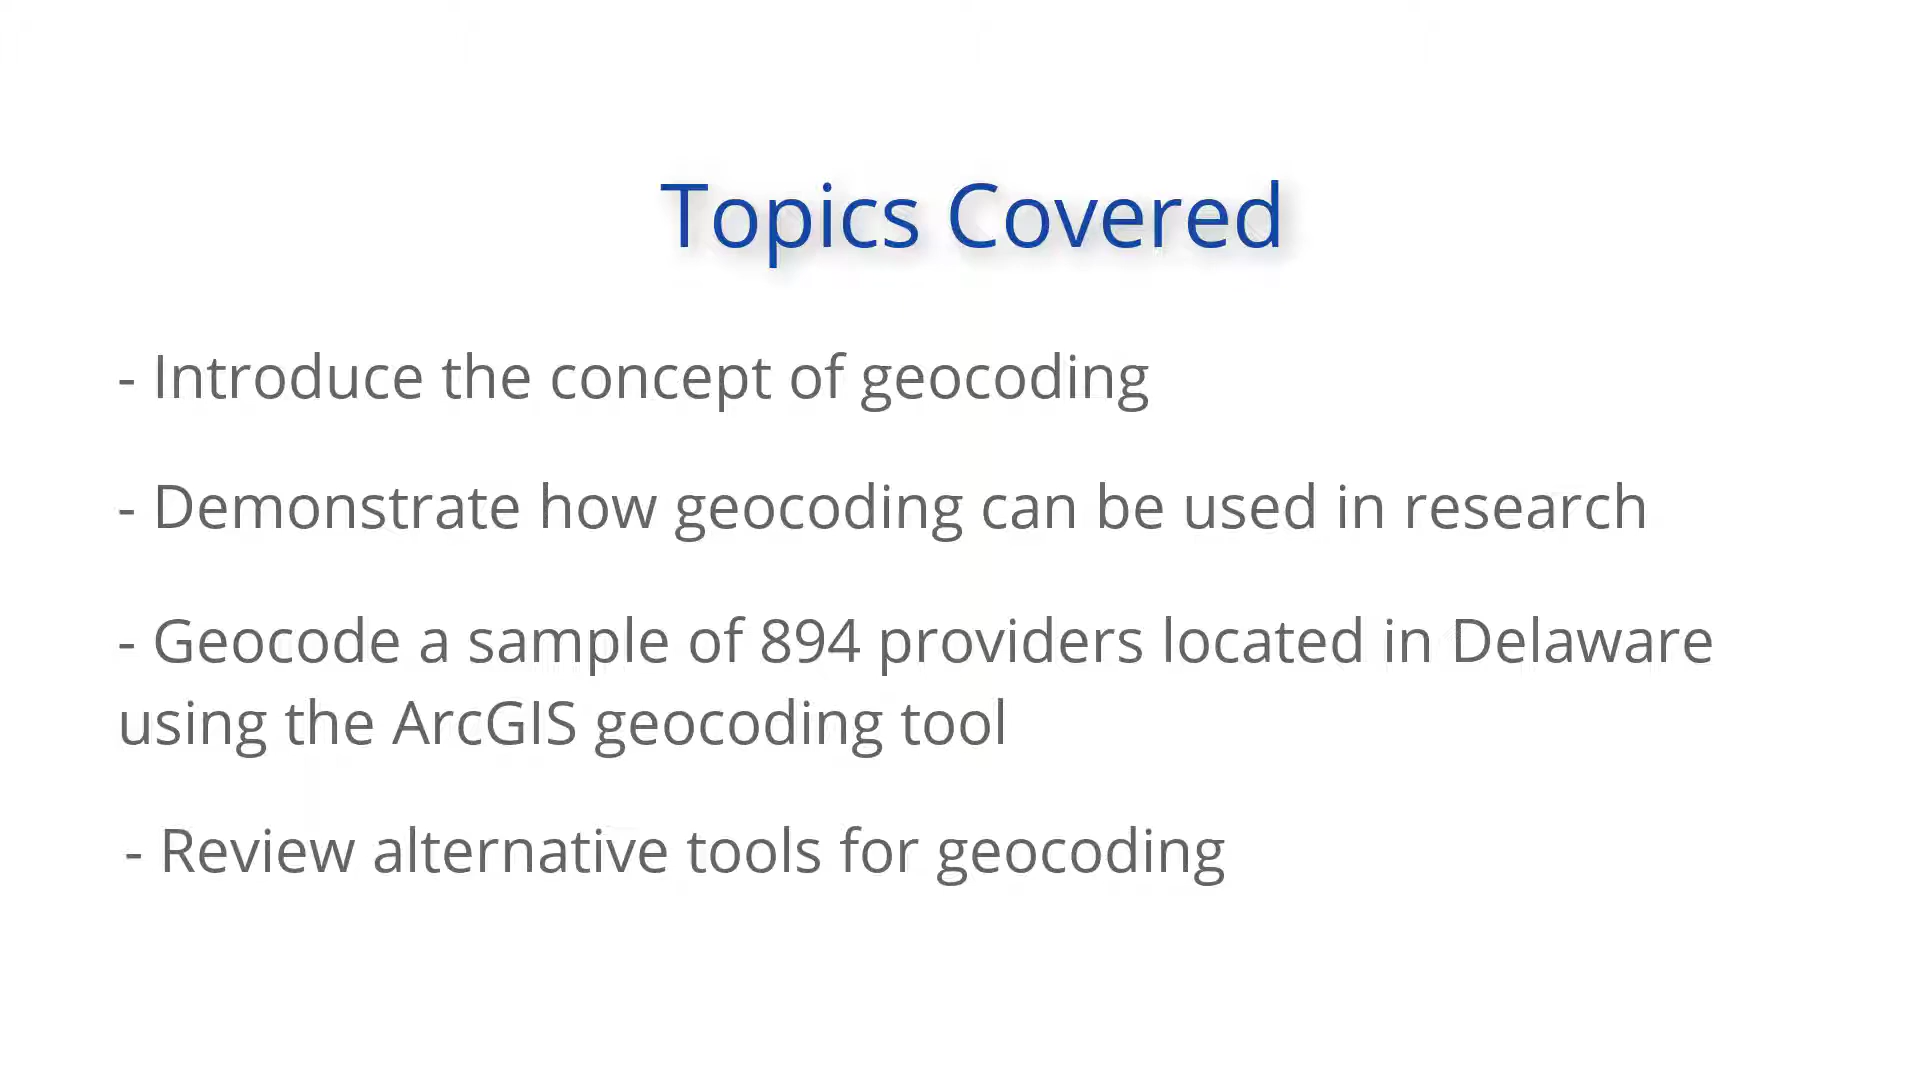 Topics Covered
- Introduce the concept of geocoding
- Demonstrate how geocoding can be used in research
- Geocode a sample of 894 providers located in Delaware
using the ArcGIS geocoding tool
- Review alternative tools for geocoding